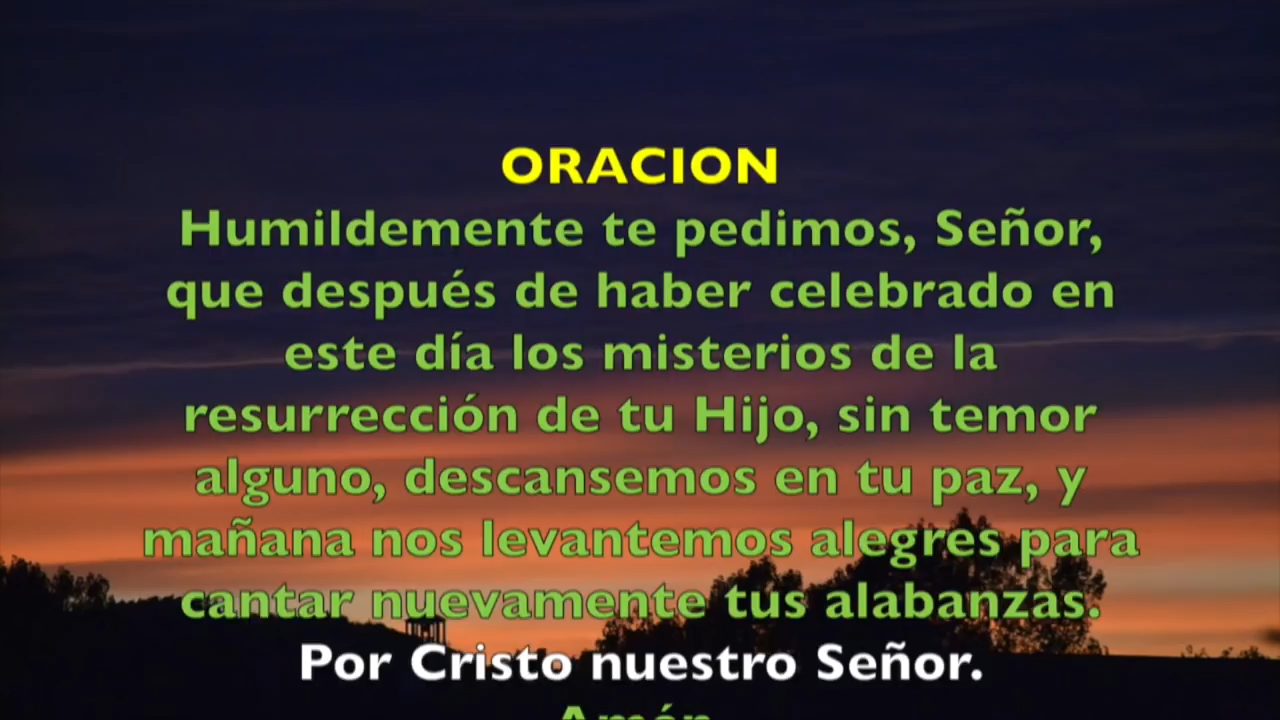 ORACION
Humildemente te pedimos, Señor,
que después de haber celebrado en
este día los misterios de la
resurrección de tu Hijo, sin temor
alguno, descansemos en tu paz, y
mañana nos levantemos alegres para
cantar nuevamente tus alabanzas.
Por Cristo nuestro Señor.
Amén